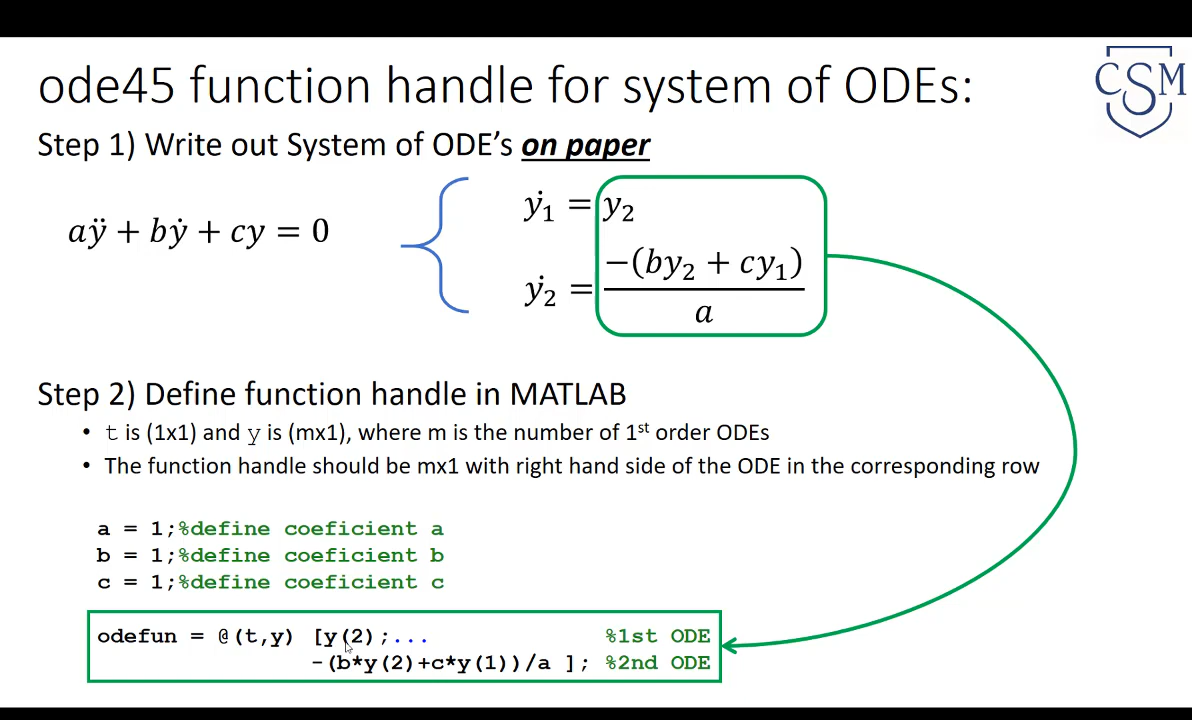 ode45 function handle for system of ODEs:
CSM
Step 1) Write out System of ODE's on paper
aÿ + bẏ + cy = 0
ẏ₁ = y₂
ẏ₂ = −(by₂ + cy₁) / a
Step 2) Define function handle in MATLAB
• t is (1x1) and y is (mx1), where m is the number of 1st order ODEs
• The function handle should be mx1 with right hand side of the ODE in the corresponding row
a = 1;%define coeficient a
b = 1;%define coeficient b
c = 1;%define coeficient c
odefun = @(t,y) [y(2);... %1st ODE
-(b*y(2)+c*y(1))/a ]; %2nd ODE